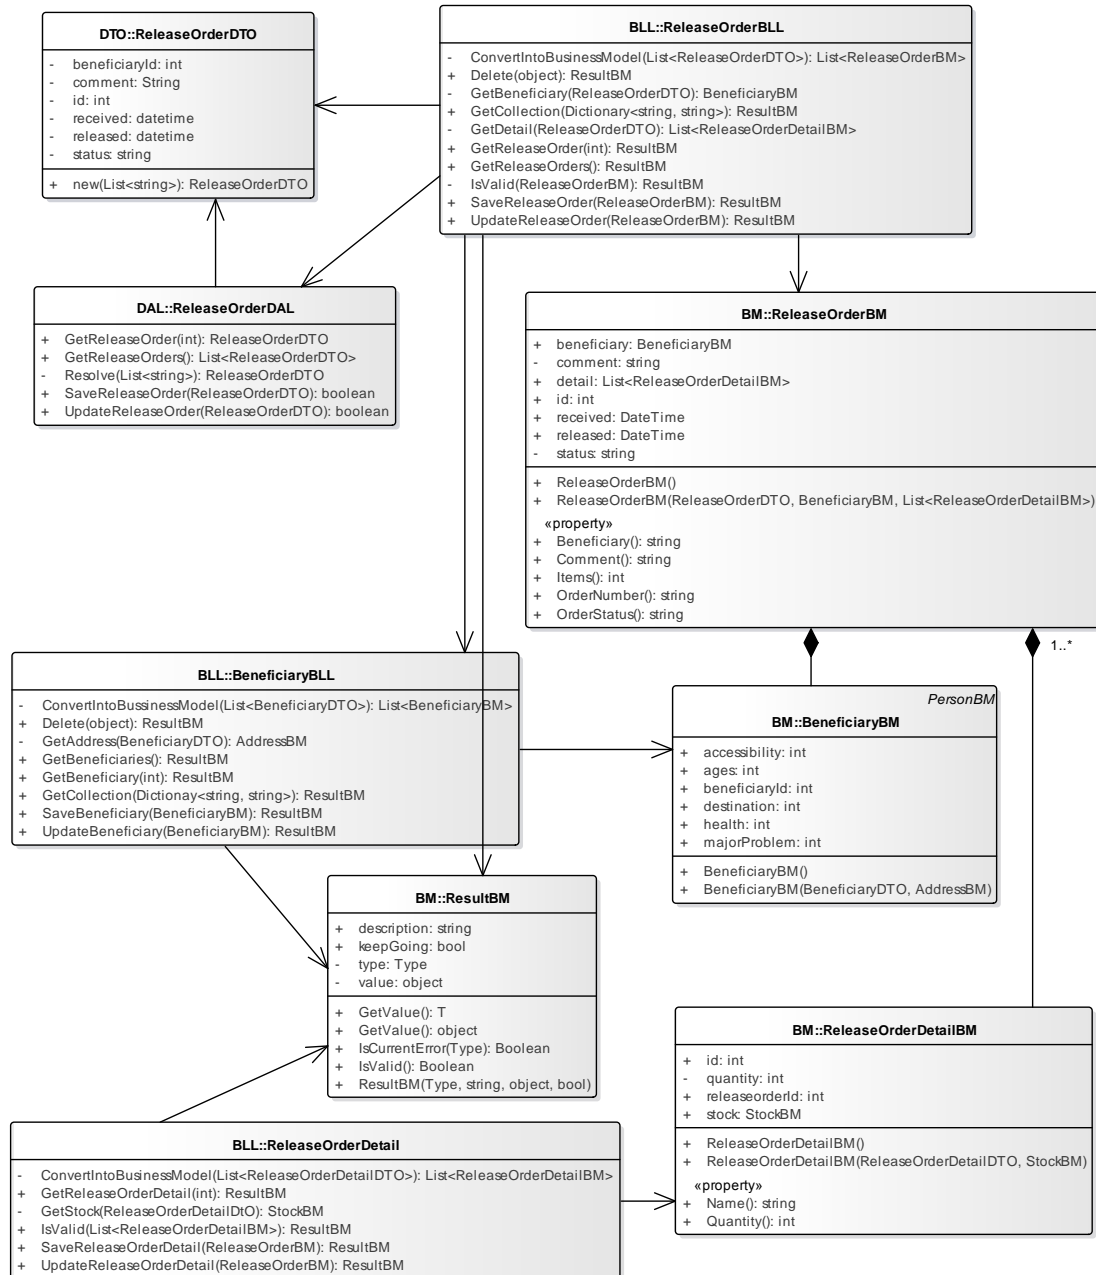 DTO::ReleaseOrderDTO
- beneficiaryId: int
- comment: String
- id: int
- received: datetime
- released: datetime
- status: string
+ new(List<string>): ReleaseOrderDTO
BLL::ReleaseOrderBLL
- ConvertIntoBusinessModel(List<ReleaseOrderDTO>): List<ReleaseOrderBM>
+ Delete(object): ResultBM
- GetBeneficiary(ReleaseOrderDTO): BeneficiaryBM
+ GetCollection(Dictionary<string, string>): ResultBM
- GetDetail(ReleaseOrderDTO): List<ReleaseOrderDetailBM>
+ GetReleaseOrder(int): ResultBM
+ GetReleaseOrders(): ResultBM
- IsValid(ReleaseOrderBM): ResultBM
+ SaveReleaseOrder(ReleaseOrderBM): ResultBM
+ UpdateReleaseOrder(ReleaseOrderBM): ResultBM
DAL::ReleaseOrderDAL
+ GetReleaseOrder(int): ReleaseOrderDTO
+ GetReleaseOrders(): List<ReleaseOrderDTO>
- Resolve(List<string>): ReleaseOrderDTO
+ SaveReleaseOrder(ReleaseOrderDTO): boolean
+ UpdateReleaseOrder(ReleaseOrderDTO): boolean
BM::ReleaseOrderBM
+ beneficiary: BeneficiaryBM
- comment: string
+ detail: List<ReleaseOrderDetailBM>
+ id: int
+ received: DateTime
+ released: DateTime
- status: string
+ ReleaseOrderBM()
+ ReleaseOrderBM(ReleaseOrderDTO, BeneficiaryBM, List<ReleaseOrderDetailBM>)
«property»
+ Beneficiary(): string
+ Comment(): string
+ Items(): int
+ OrderNumber(): string
+ OrderStatus(): string
1..*
BLL::BeneficiaryBLL
- ConvertIntoBussinessModel(List<BeneficiaryDTO>): List<BeneficiaryBM>
+ Delete(object): ResultBM
- GetAddress(BeneficiaryDTO): AddressBM
+ GetBeneficiaries(): ResultBM
+ GetBeneficiary(int): ResultBM
+ GetCollection(Dictionay<string, string>): ResultBM
+ SaveBeneficiary(BeneficiaryBM): ResultBM
+ UpdateBeneficiary(BeneficiaryBM): ResultBM
PersonBM
BM::BeneficiaryBM
+ accessibility: int
+ ages: int
+ beneficiaryId: int
+ destination: int
+ health: int
+ majorProblem: int
+ BeneficiaryBM()
+ BeneficiaryBM(BeneficiaryDTO, AddressBM)
BM::ResultBM
+ description: string
+ keepGoing: bool
- type: Type
- value: object
+ GetValue(): T
+ GetValue(): object
+ IsCurrentError(Type): Boolean
+ IsValid(): Boolean
+ ResultBM(Type, string, object, bool)
BM::ReleaseOrderDetailBM
+ id: int
- quantity: int
+ releaseorderId: int
+ stock: StockBM
+ ReleaseOrderDetailBM()
+ ReleaseOrderDetailBM(ReleaseOrderDetailDTO, StockBM)
«property»
+ Name(): string
+ Quantity(): int
BLL::ReleaseOrderDetail
- ConvertIntoBusinessModel(List<ReleaseOrderDetailDTO>): List<ReleaseOrderDetailBM>
+ GetReleaseOrderDetail(int): ResultBM
- GetStock(ReleaseOrderDetailDtO): StockBM
+ IsValid(List<ReleaseOrderDetailBM>): ResultBM
+ SaveReleaseOrderDetail(ReleaseOrderBM): ResultBM
+ UpdateReleaseOrderDetail(ReleaseOrderBM): ResultBM